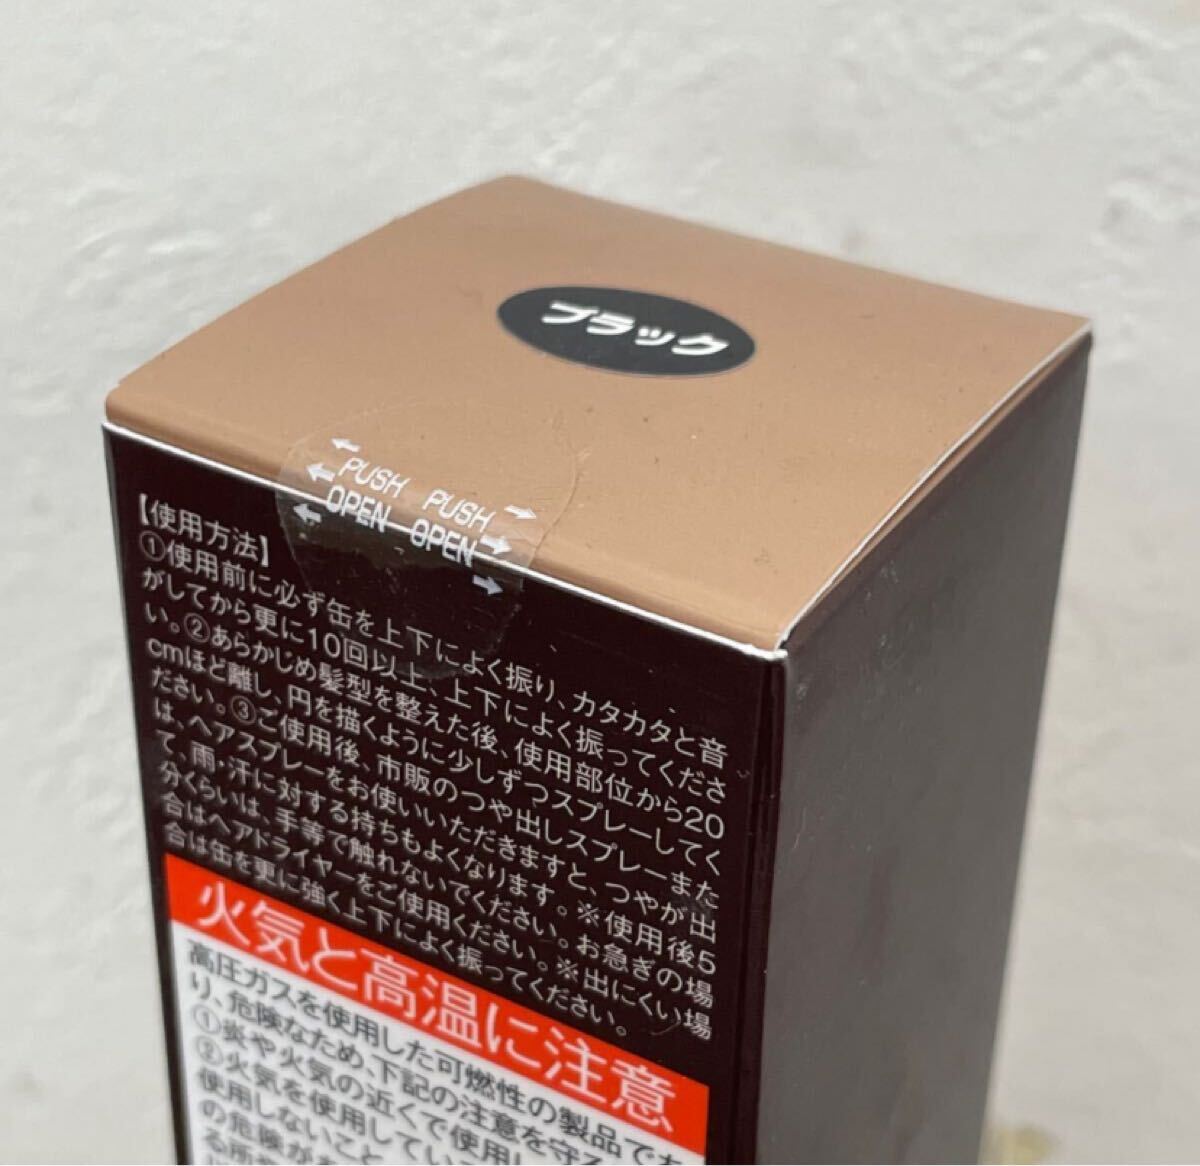 ブラック
PUSH PUSH
OPEN OPEN
【使用方法】
①使用前に必ず缶を上下によく振り、カタカタと音
がしてから更に10回以上、上下によく振ってくださ
い。②あらかじめ髪型を整えた後、使用部位から20
cmほど離し、円を描くように少しずつスプレーしてく
ださい。③ご使用後、市販のつや出しスプレーまた
は、ヘアスプレーをお使いいただきますと、つやが出
て、雨・汗に対する持ちもよくなります。※使用後5
分くらいは、手等で触れないでください。お急ぎの場
合はヘアドライヤーをご使用ください。※出にくい場
合は缶を更に強く上下によく振ってください。
火気と高温に注意
高圧ガスを使用した可燃性の製品であ
り、危険なため、下記の注意を守る
①炎や火気の近くで使用し
②火気を使用してい
使用しないこと
の危険があ
る所